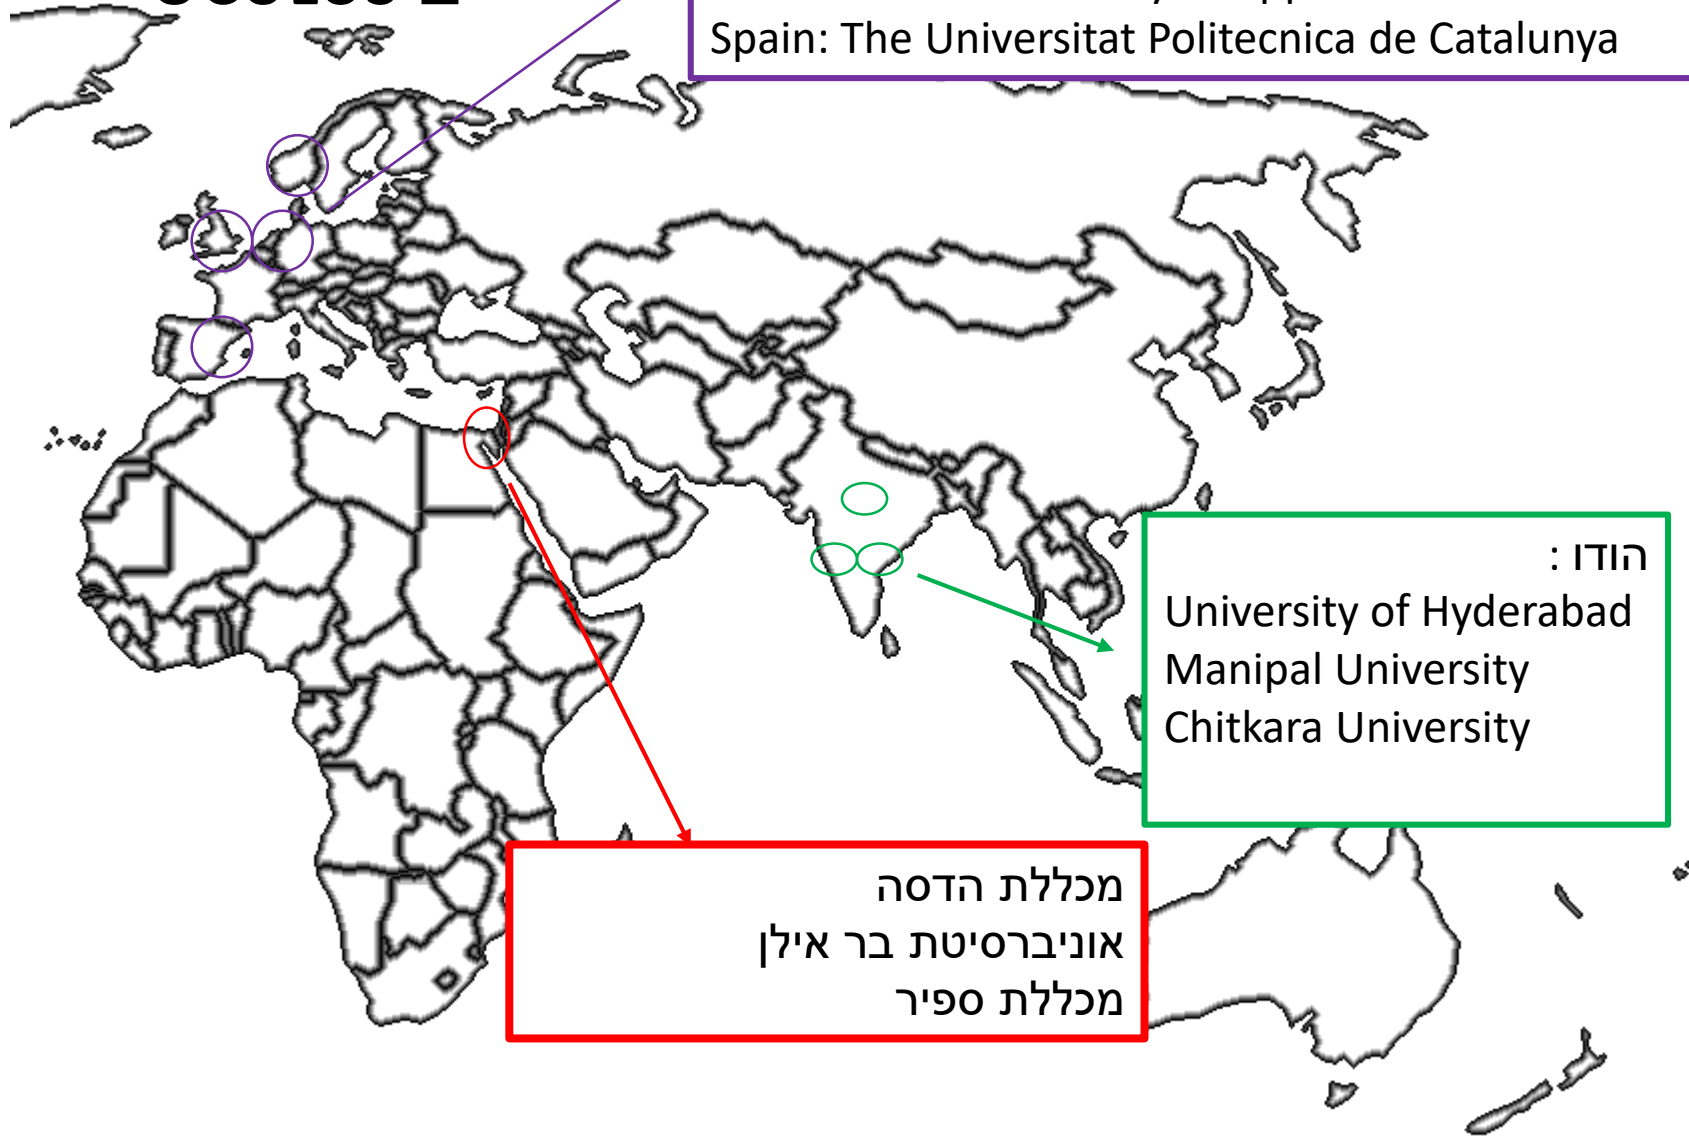 Spain: The Universitat Politecnica de Catalunya
הודו :
University of Hyderabad
Manipal University
Chitkara University
מכללת הדסה
אוניברסיטת בר אילן
מכללת ספיר